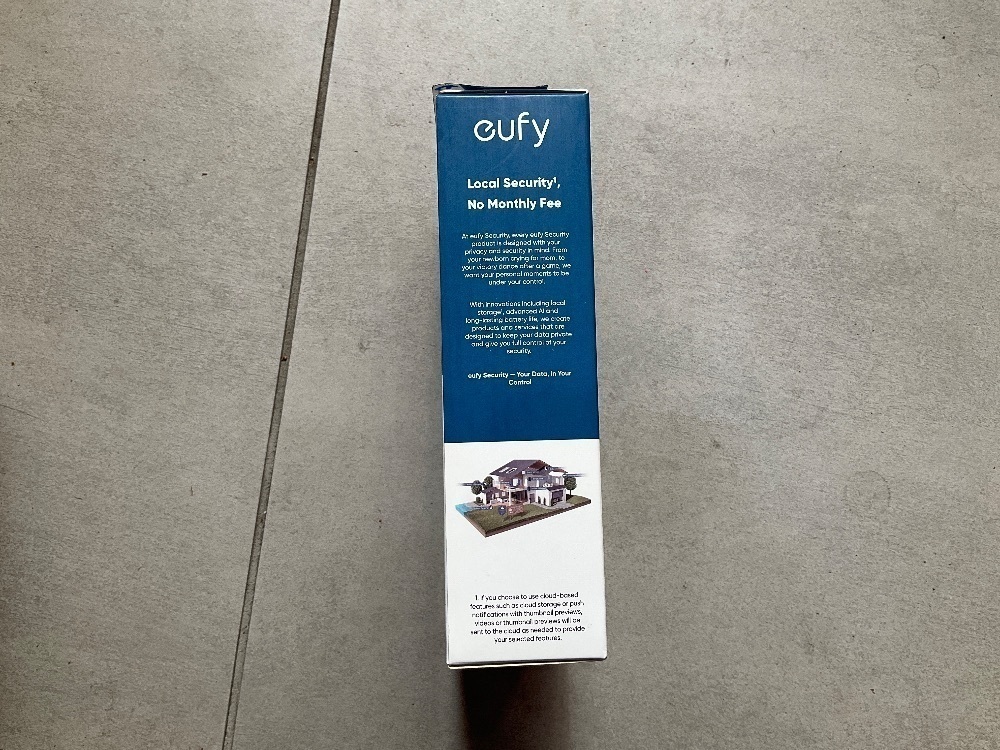 eufy
Local Security¹,
No Monthly Fee
At eufy Security, every eufy Security
product is designed with your
privacy and security in mind. From
your newborn crying for mom, to
your victory dance after a game, we
want your personal moments to be
under your control.
With innovations including local
storage¹, advanced AI and
long-lasting battery life, we create
products and services that are
designed to keep your data private
and give you full control of your
security.
eufy Security — Your Data, In Your
Control
1. If you choose to use cloud-based
features such as cloud storage or push
notifications with thumbnail previews,
videos or thumbnail previews will be
sent to the cloud as needed to provide
your selected features.